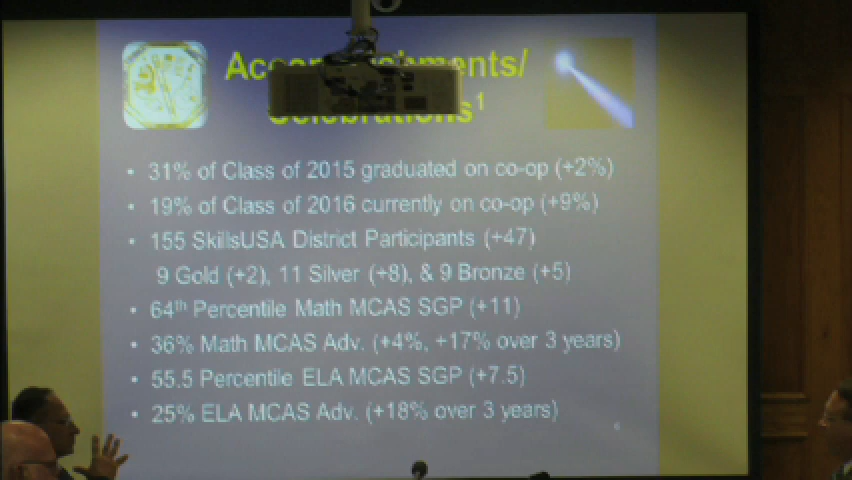 • 31% of Class of 2015 graduated on co-op (+2%)
• 19% of Class of 2016 currently on co-op (+9%)
• 155 SkillsUSA District Participants (+47)
9 Gold (+2), 11 Silver (+8), & 9 Bronze (+5)
• 64th Percentile Math MCAS SGP (+11)
• 36% Math MCAS Adv. (+4%, +17% over 3 years)
• 55.5 Percentile ELA MCAS SGP (+7.5)
• 25% ELA MCAS Adv. (+18% over 3 years)